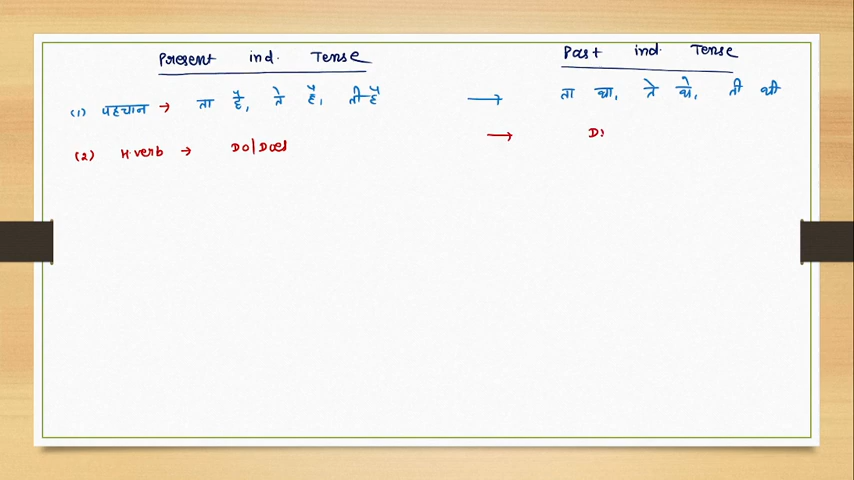 Present ind. Tense Past ind. Tense
(1) पहचान → ता है, ते हैं, ती है → ता था, ते थे, ती थी
(2) H.verb → Do/Does →